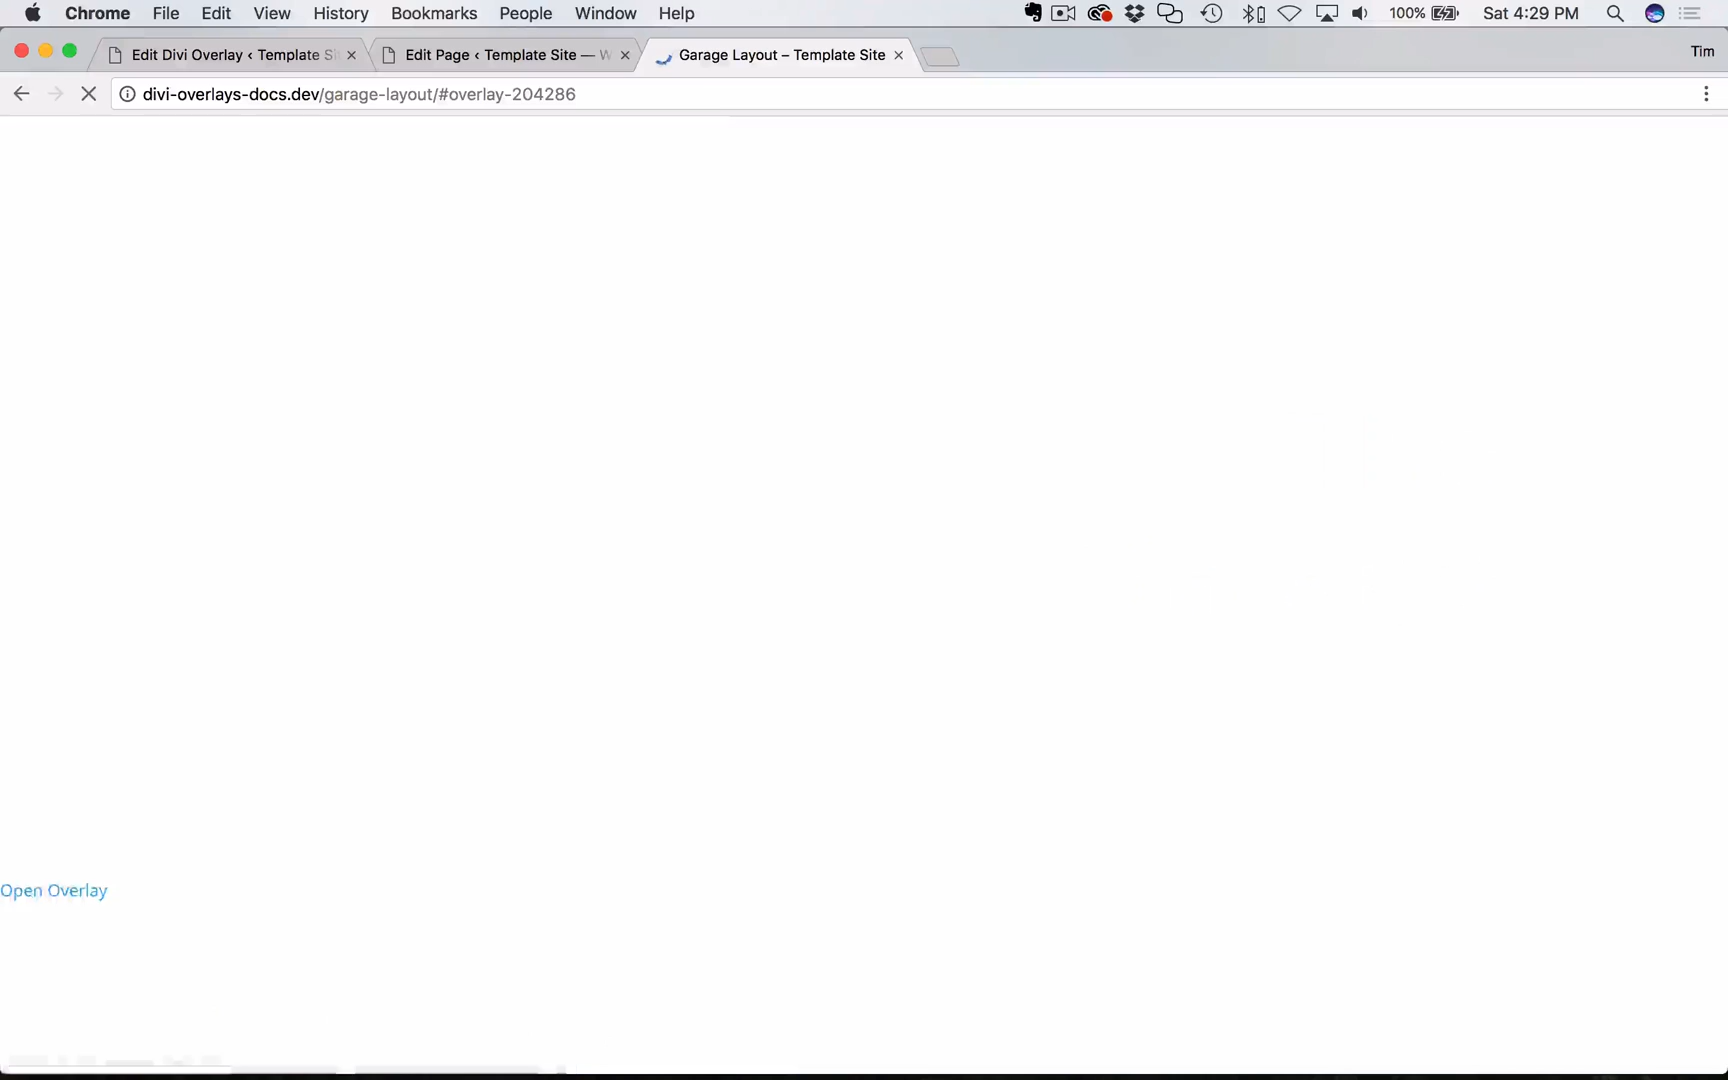 Chrome File Edit View History Bookmarks People Window Help 100% Sat 4:29 PM
Edit Divi Overlay ‹ Template Si Edit Page ‹ Template Site — W Garage Layout – Template Site Tim
divi-overlays-docs.dev/garage-layout/#overlay-204286
Open Overlay